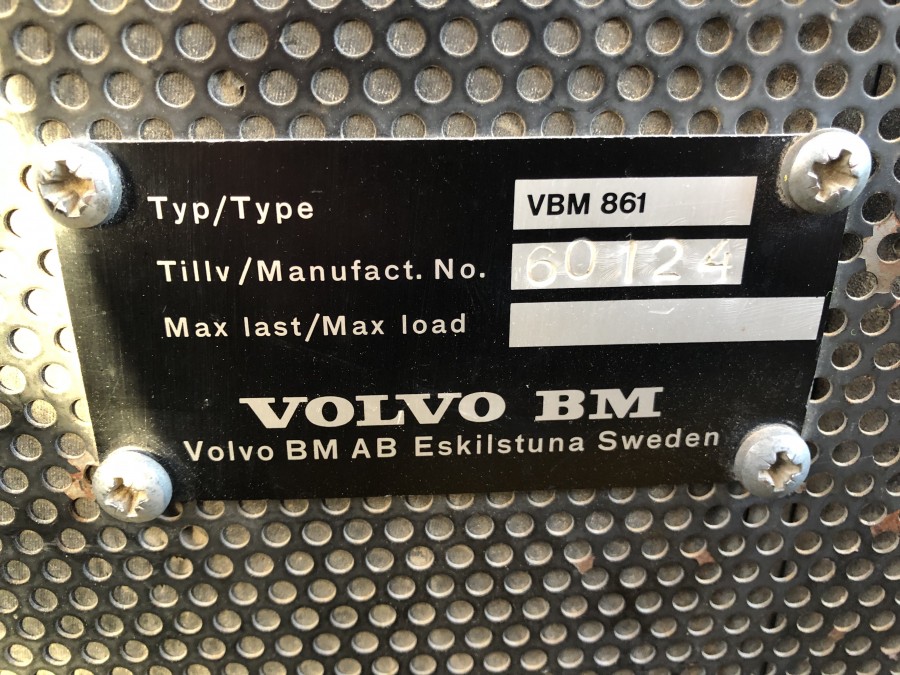 Typ/Type VBM 861
Tillv/Manufact. No. 60124
Max last/Max load
VOLVO BM
Volvo BM AB Eskilstuna Sweden